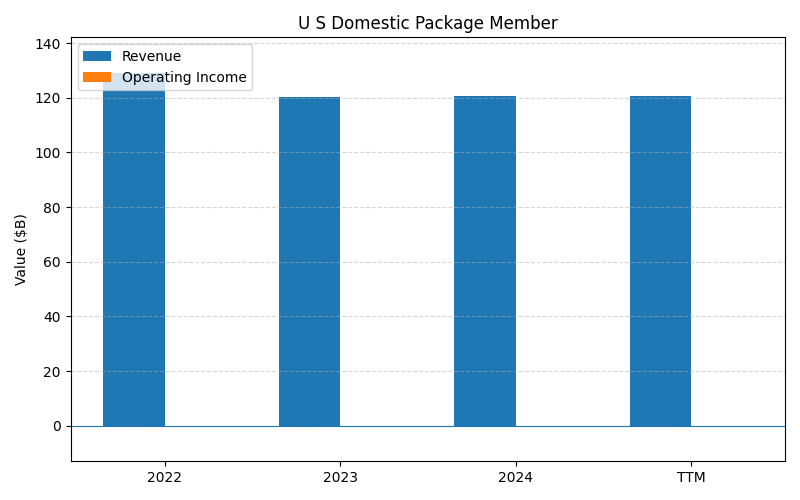 U S Domestic Package Member
Revenue
Operating Income
Value ($B)
140
120
100
80
60
40
20
0
2022 2023 2024 TTM